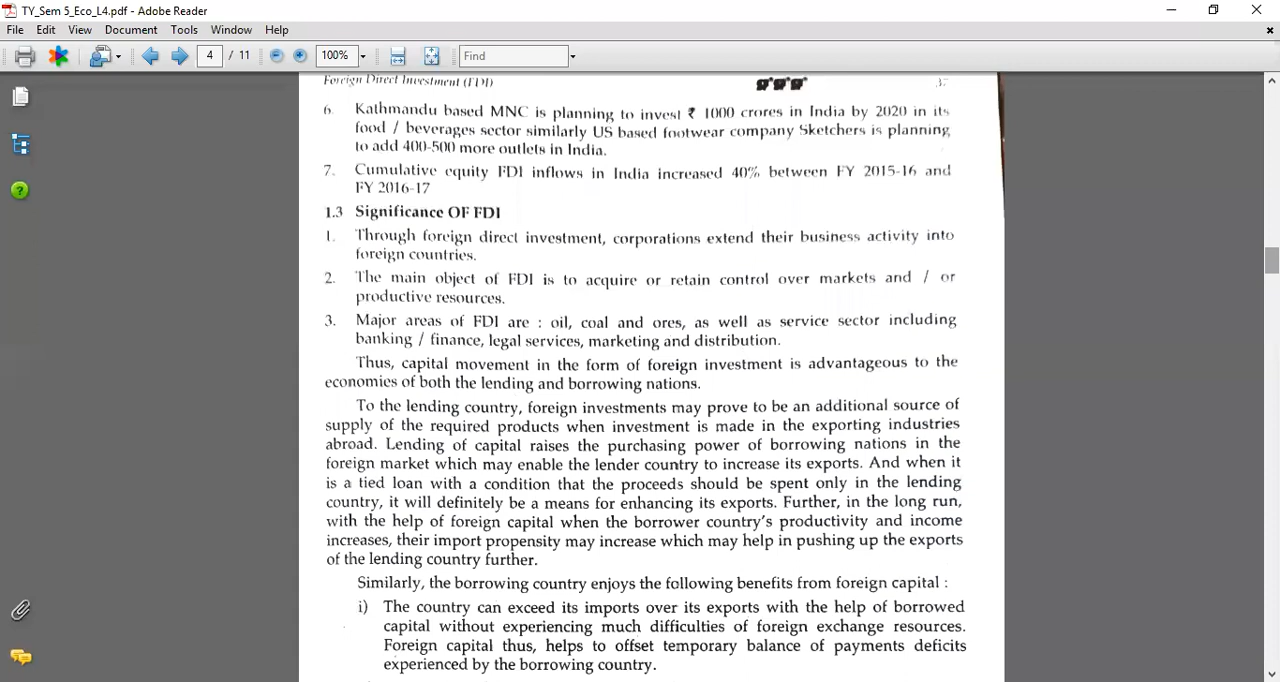 TY_Sem 5_Eco_L4.pdf - Adobe Reader
File Edit View Document Tools Window Help
4 / 11 100% Find
Foreign Direct Investment (FDI) 37
6. Kathmandu based MNC is planning to invest ₹ 1000 crores in India by 2020 in its
food / beverages sector similarly US based footwear company Sketchers is planning
to add 400-500 more outlets in India.
7. Cumulative equity FDI inflows in India increased 40% between FY 2015-16 and
FY 2016-17
1.3 Significance OF FDI
1. Through foreign direct investment, corporations extend their business activity into
foreign countries.
2. The main object of FDI is to acquire or retain control over markets and / or
productive resources.
3. Major areas of FDI are : oil, coal and ores, as well as service sector including
banking / finance, legal services, marketing and distribution.
Thus, capital movement in the form of foreign investment is advantageous to the
economies of both the lending and borrowing nations.
To the lending country, foreign investments may prove to be an additional source of
supply of the required products when investment is made in the exporting industries
abroad. Lending of capital raises the purchasing power of borrowing nations in the
foreign market which may enable the lender country to increase its exports. And when it
is a tied loan with a condition that the proceeds should be spent only in the lending
country, it will definitely be a means for enhancing its exports. Further, in the long run,
with the help of foreign capital when the borrower country's productivity and income
increases, their import propensity may increase which may help in pushing up the exports
of the lending country further.
Similarly, the borrowing country enjoys the following benefits from foreign capital :
i) The country can exceed its imports over its exports with the help of borrowed
capital without experiencing much difficulties of foreign exchange resources.
Foreign capital thus, helps to offset temporary balance of payments deficits
experienced by the borrowing country.